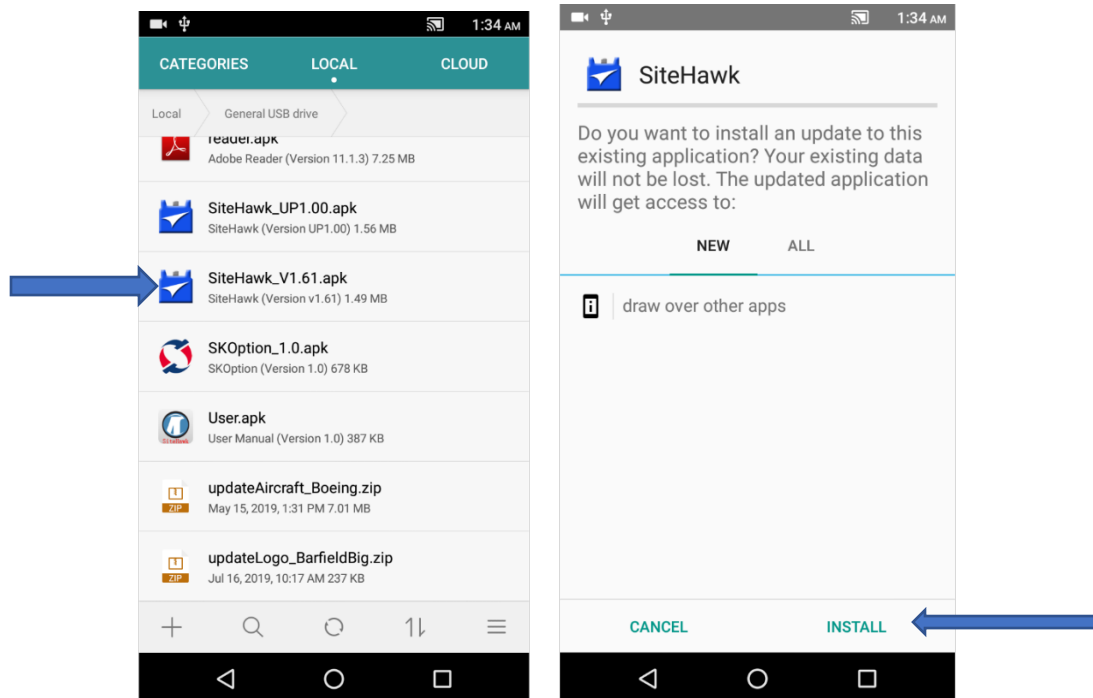 1:34 AM
CATEGORIES LOCAL CLOUD
Local General USB drive
reader.apk
Adobe Reader (Version 11.1.3) 7.25 MB
SiteHawk_UP1.00.apk
SiteHawk (Version UP1.00) 1.56 MB
SiteHawk_V1.61.apk
SiteHawk (Version v1.61) 1.49 MB
SKOption_1.0.apk
SKOption (Version 1.0) 678 KB
User.apk
User Manual (Version 1.0) 387 KB
ZIP
updateAircraft_Boeing.zip
May 15, 2019, 1:31 PM 7.01 MB
ZIP
updateLogo_BarfieldBig.zip
Jul 16, 2019, 10:17 AM 237 KB
1:34 AM
SiteHawk
Do you want to install an update to this
existing application? Your existing data
will not be lost. The updated application
will get access to:
NEW ALL
draw over other apps
CANCEL INSTALL